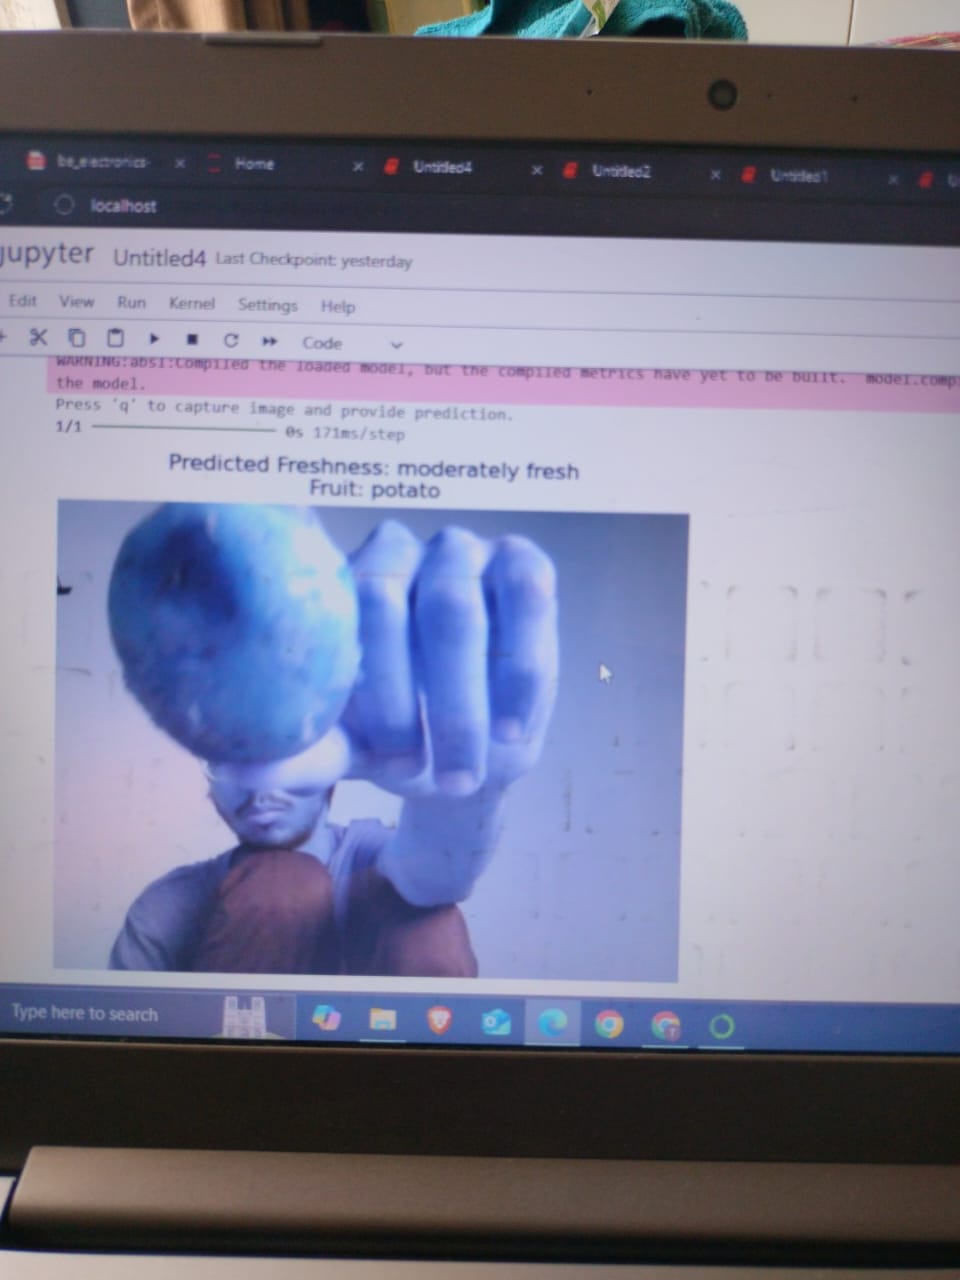 be_electronics-
Home
Untitled4
Untitled2
Untitled1
localhost
jupyter Untitled4 Last Checkpoint: yesterday
Edit View Run Kernel Settings Help
Code
WARNING:absl:Compiled the loaded model, but the compiled metrics have yet to be built. `model.comp
the model.
Press 'q' to capture image and provide prediction.
1/1 0s 171ms/step
Predicted Freshness: moderately fresh
Fruit: potato
Type here to search